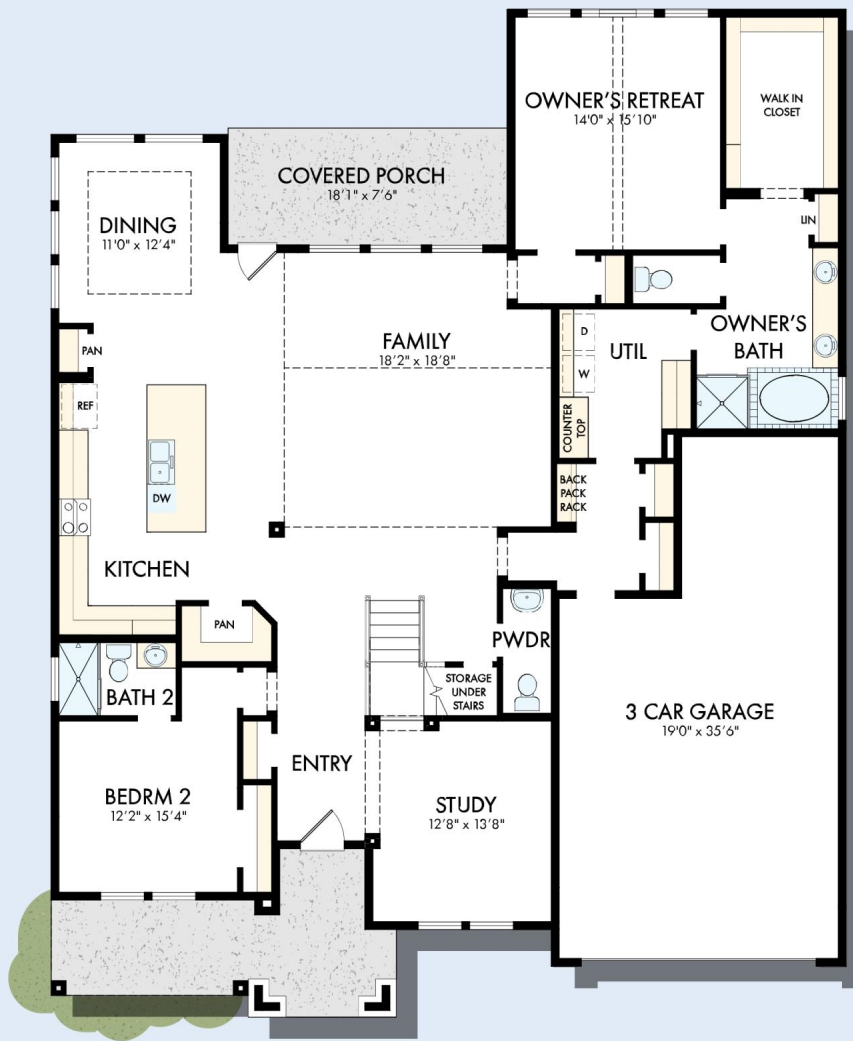 OWNER'S RETREAT
14'0" x 15'10"
WALK IN
CLOSET
COVERED PORCH
18'1" x 7'6"
DINING
11'0" x 12'4"
LIN
PAN
FAMILY
18'2" x 18'8"
D
UTIL
OWNER'S
BATH
W
REF
COUNTER
TOP
DW
BACK
PACK
RACK
KITCHEN
PAN
PWDR
BATH 2
STORAGE
UNDER
STAIRS
3 CAR GARAGE
19'0" x 35'6"
ENTRY
BEDRM 2
12'2" x 15'4"
STUDY
12'8" x 13'8"